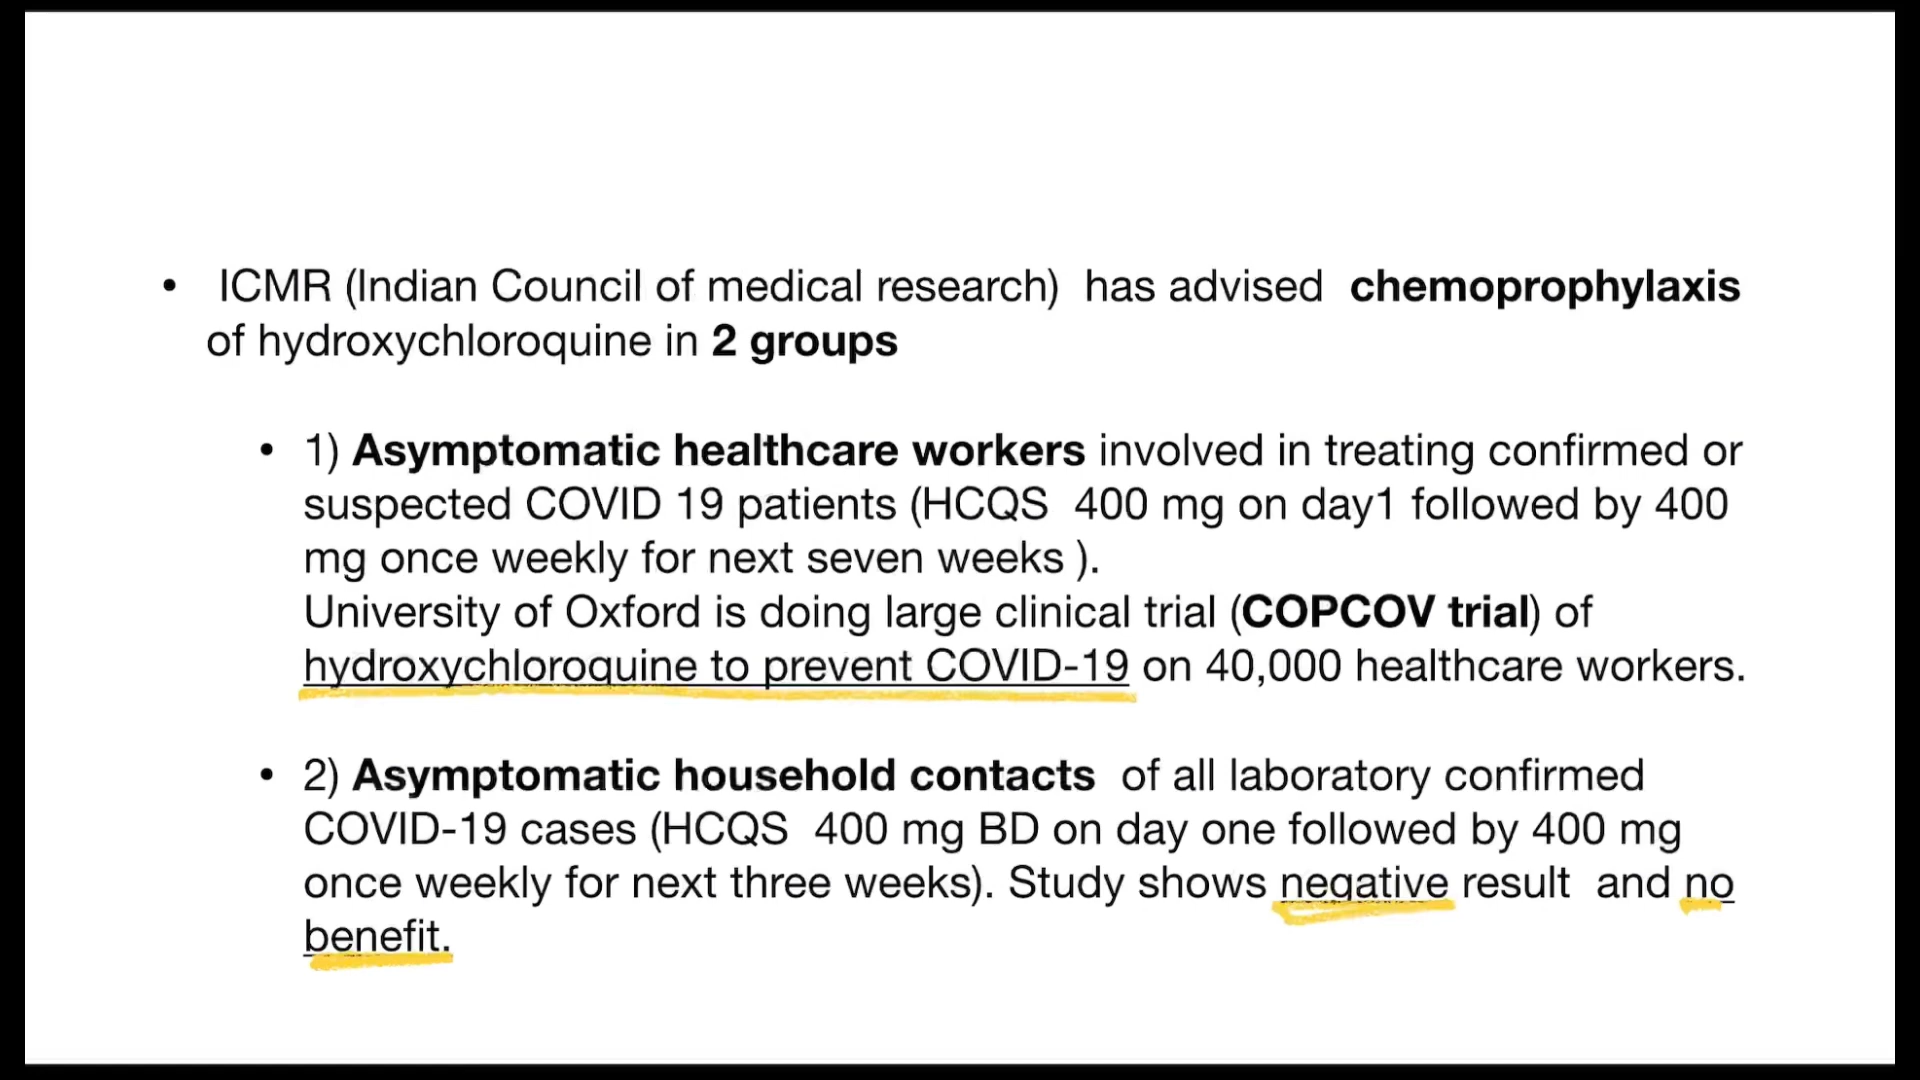 • ICMR (Indian Council of medical research) has advised chemoprophylaxis
of hydroxychloroquine in 2 groups
• 1) Asymptomatic healthcare workers involved in treating confirmed or
suspected COVID 19 patients (HCQS 400 mg on day1 followed by 400
mg once weekly for next seven weeks ).
University of Oxford is doing large clinical trial (COPCOV trial) of
hydroxychloroquine to prevent COVID-19 on 40,000 healthcare workers.
• 2) Asymptomatic household contacts of all laboratory confirmed
COVID-19 cases (HCQS 400 mg BD on day one followed by 400 mg
once weekly for next three weeks). Study shows negative result and no
benefit.